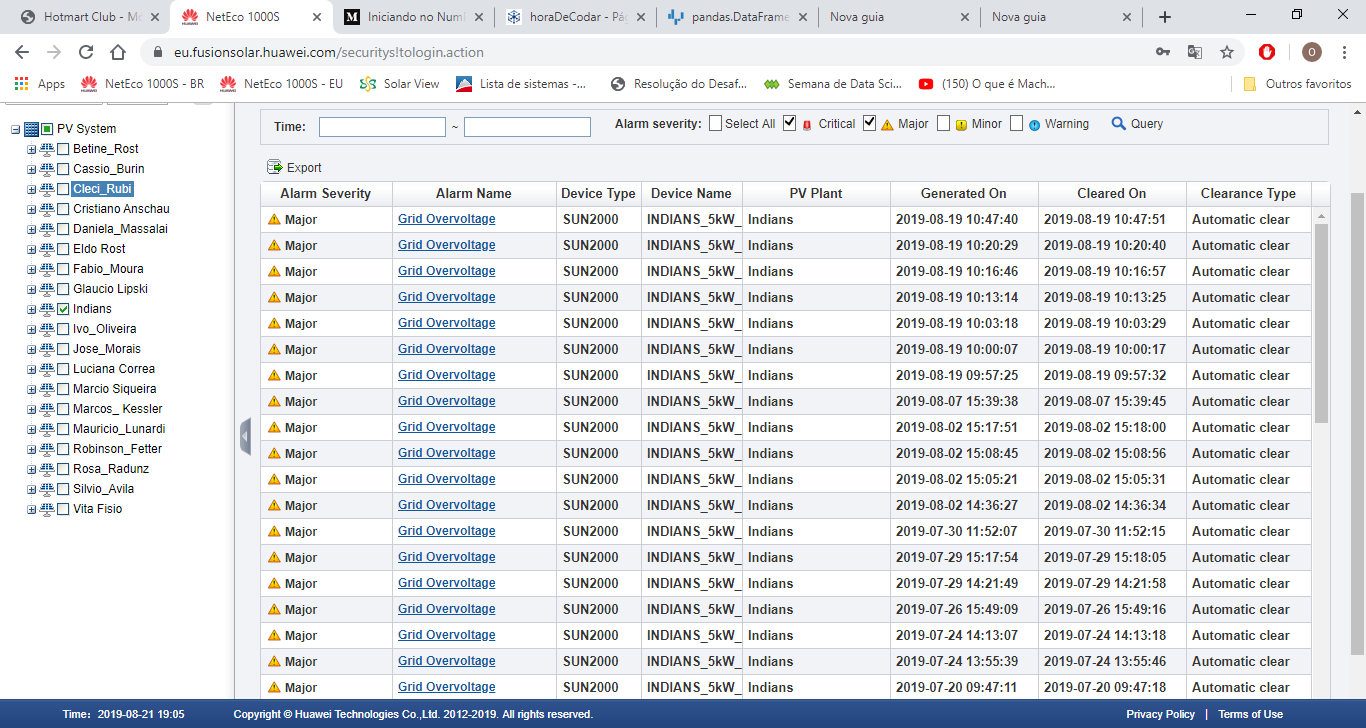 Hotmart Club - Mo
NetEco 1000S
Iniciando no Num
horaDeCodar - Pág
pandas.DataFrame
Nova guia
Nova guia
eu.fusionsolar.huawei.com/securitys!tologin.action
O
Apps
NetEco 1000S - BR
NetEco 1000S - EU
Solar View
Lista de sistemas -...
Resolução do Desaf...
Semana de Data Sci...
(150) O que é Mach...
Outros favoritos
PV System
Betine_Rost
Cassio_Burin
Cleci_Rubi
Cristiano Anschau
Daniela_Massalai
Eldo Rost
Fabio_Moura
Glaucio Lipski
Indians
Ivo_Oliveira
Jose_Morais
Luciana Correa
Marcio Siqueira
Marcos_ Kessler
Mauricio_Lunardi
Robinson_Fetter
Rosa_Radunz
Silvio_Avila
Vita Fisio
Time: ~ Alarm severity: Select All Critical Major Minor Warning Query
Export
Alarm Severity Alarm Name Device Type Device Name PV Plant Generated On Cleared On Clearance Type
Major Grid Overvoltage SUN2000 INDIANS_5kW_ Indians 2019-08-19 10:47:40 2019-08-19 10:47:51 Automatic clear
Major Grid Overvoltage SUN2000 INDIANS_5kW_ Indians 2019-08-19 10:20:29 2019-08-19 10:20:40 Automatic clear
Major Grid Overvoltage SUN2000 INDIANS_5kW_ Indians 2019-08-19 10:16:46 2019-08-19 10:16:57 Automatic clear
Major Grid Overvoltage SUN2000 INDIANS_5kW_ Indians 2019-08-19 10:13:14 2019-08-19 10:13:25 Automatic clear
Major Grid Overvoltage SUN2000 INDIANS_5kW_ Indians 2019-08-19 10:03:18 2019-08-19 10:03:29 Automatic clear
Major Grid Overvoltage SUN2000 INDIANS_5kW_ Indians 2019-08-19 10:00:07 2019-08-19 10:00:17 Automatic clear
Major Grid Overvoltage SUN2000 INDIANS_5kW_ Indians 2019-08-19 09:57:25 2019-08-19 09:57:32 Automatic clear
Major Grid Overvoltage SUN2000 INDIANS_5kW_ Indians 2019-08-07 15:39:38 2019-08-07 15:39:45 Automatic clear
Major Grid Overvoltage SUN2000 INDIANS_5kW_ Indians 2019-08-02 15:17:51 2019-08-02 15:18:00 Automatic clear
Major Grid Overvoltage SUN2000 INDIANS_5kW_ Indians 2019-08-02 15:08:45 2019-08-02 15:08:56 Automatic clear
Major Grid Overvoltage SUN2000 INDIANS_5kW_ Indians 2019-08-02 15:05:21 2019-08-02 15:05:31 Automatic clear
Major Grid Overvoltage SUN2000 INDIANS_5kW_ Indians 2019-08-02 14:36:27 2019-08-02 14:36:34 Automatic clear
Major Grid Overvoltage SUN2000 INDIANS_5kW_ Indians 2019-07-30 11:52:07 2019-07-30 11:52:15 Automatic clear
Major Grid Overvoltage SUN2000 INDIANS_5kW_ Indians 2019-07-29 15:17:54 2019-07-29 15:18:05 Automatic clear
Major Grid Overvoltage SUN2000 INDIANS_5kW_ Indians 2019-07-29 14:21:49 2019-07-29 14:21:58 Automatic clear
Major Grid Overvoltage SUN2000 INDIANS_5kW_ Indians 2019-07-26 15:49:09 2019-07-26 15:49:16 Automatic clear
Major Grid Overvoltage SUN2000 INDIANS_5kW_ Indians 2019-07-24 14:13:07 2019-07-24 14:13:18 Automatic clear
Major Grid Overvoltage SUN2000 INDIANS_5kW_ Indians 2019-07-24 13:55:39 2019-07-24 13:55:46 Automatic clear
Major Grid Overvoltage SUN2000 INDIANS_5kW_ Indians 2019-07-20 09:47:11 2019-07-20 09:47:18 Automatic clear
Time: 2019-08-21 19:05 Copyright © Huawei Technologies Co.,Ltd. 2012-2019. All rights reserved. Privacy Policy | Terms of Use